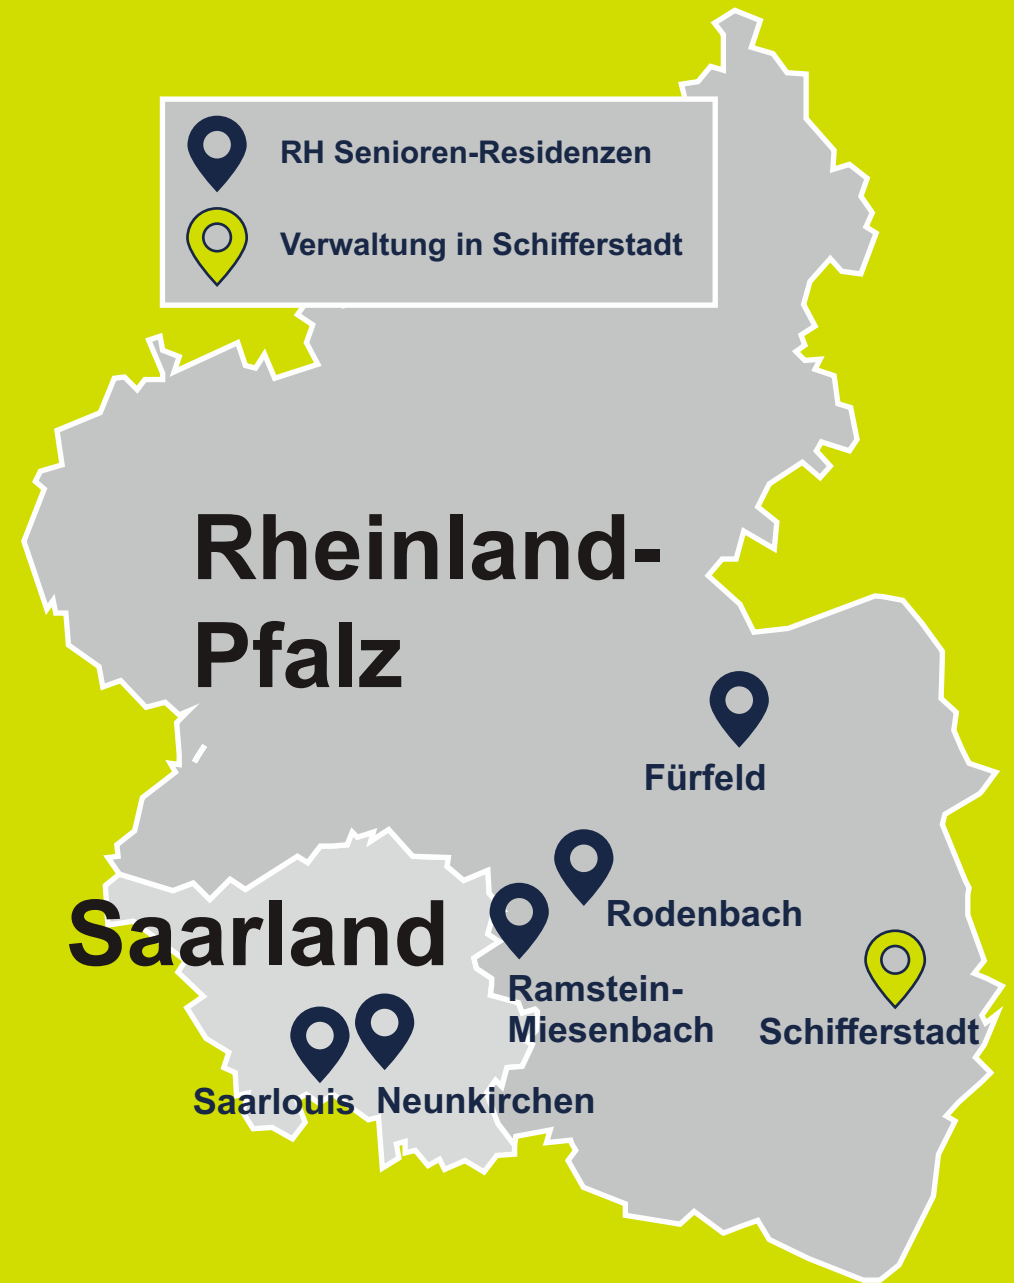 RH Senioren-Residenzen
Verwaltung in Schifferstadt
Rheinland-
Pfalz
Fürfeld
Saarland
Rodenbach
Ramstein-
Miesenbach
Schifferstadt
Saarlouis
Neunkirchen